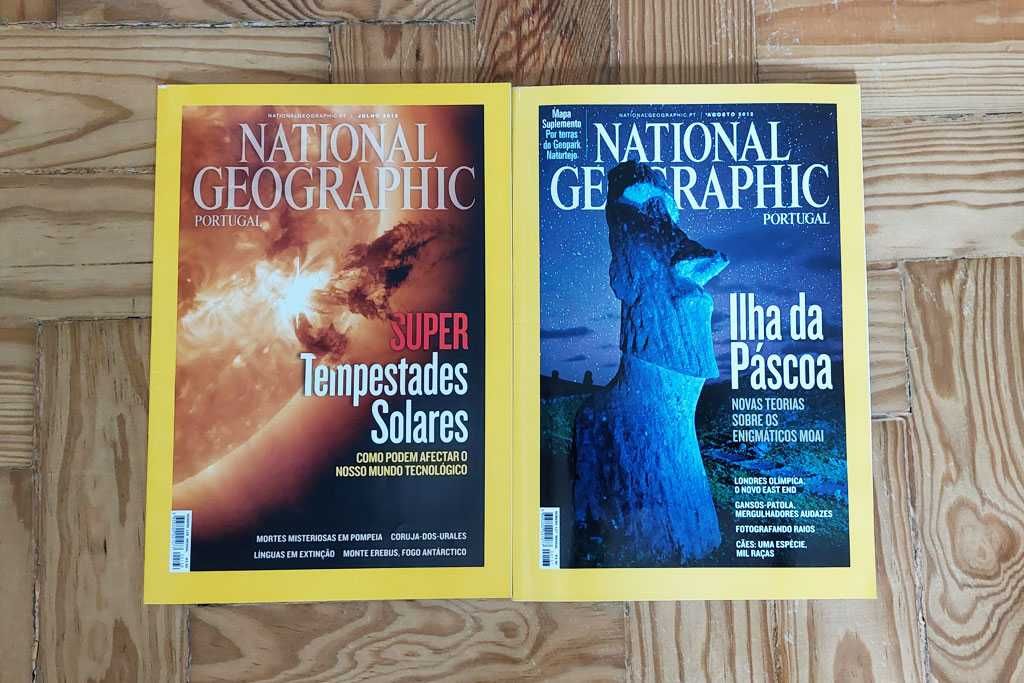 NATIONALGEOGRAPHIC.PT | JULHO 2012
NATIONAL
GEOGRAPHIC
PORTUGAL
SUPER
Tempestades
Solares
COMO PODEM AFECTAR O
NOSSO MUNDO TECNOLÓGICO
MORTES MISTERIOSAS EM POMPEIA CORUJA-DOS-URALES
LÍNGUAS EM EXTINÇÃO MONTE EREBUS, FOGO ANTÁRCTICO
Mapa
Suplemento
Por terras
do Geopark
Naturtejo
NATIONALGEOGRAPHIC.PT | AGOSTO 2012
NATIONAL
GEOGRAPHIC
PORTUGAL
Ilha da
Páscoa
NOVAS TEORIAS
SOBRE OS
ENIGMÁTICOS MOAI
LONDRES OLÍMPICA,
O NOVO EAST END
GANSOS-PATOLA,
MERGULHADORES AUDAZES
FOTOGRAFANDO RAIOS
CÃES: UMA ESPÉCIE,
MIL RAÇAS